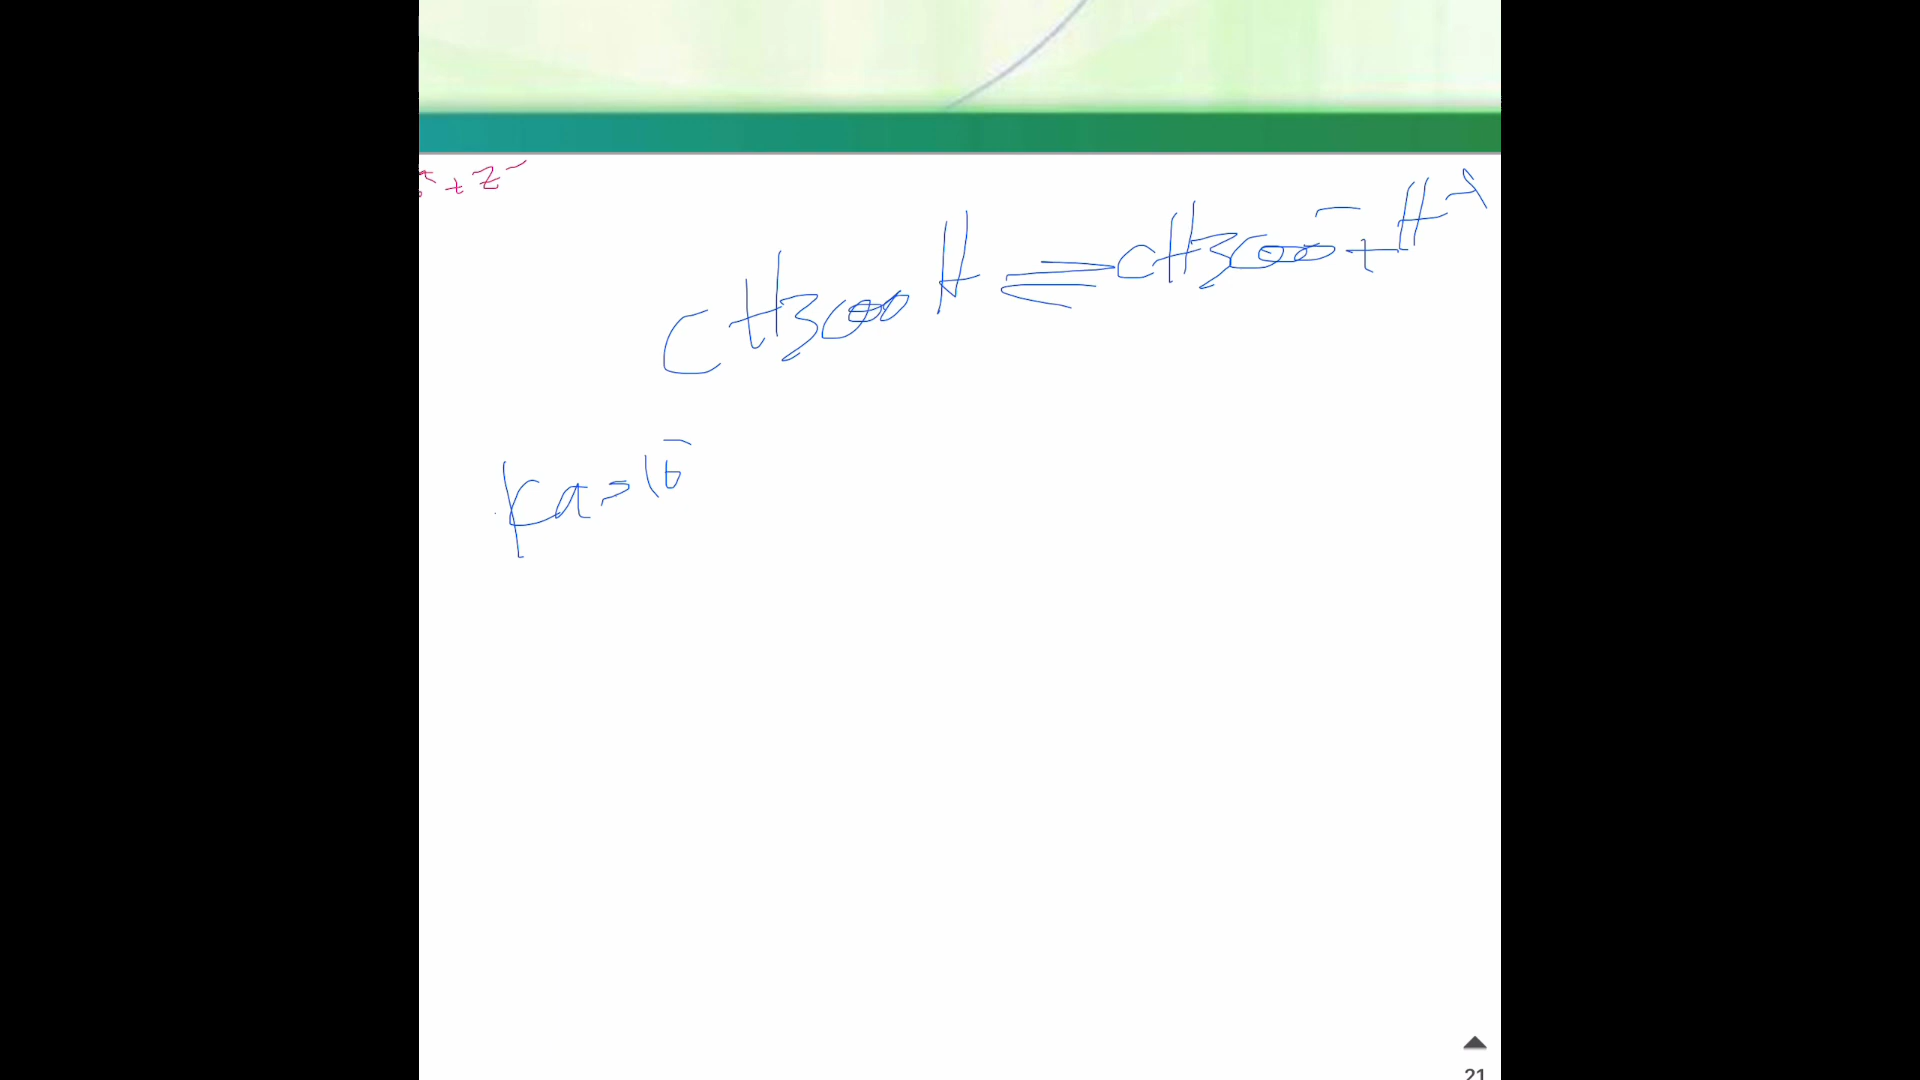 + Z⁻
CH3COOH ⇌ CH3COO⁻ + H⁺
Ka = 10⁻
21